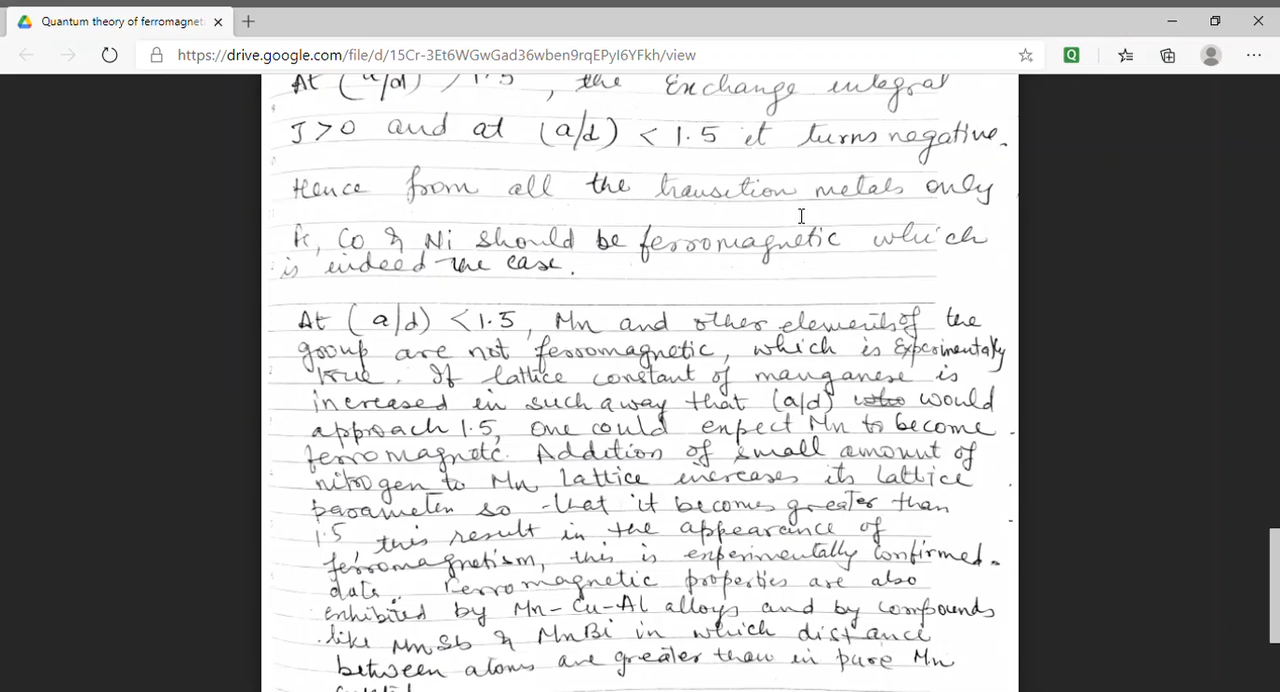 Quantum theory of ferromagnet
https://drive.google.com/file/d/15Cr-3Et6WGwGad36wben9rqEPyI6YFkh/view
At (a/d) > 1.5, the Exchange integral
J > 0 and at (a/d) < 1.5 it turns negative.
Hence from all the transition metals only
Fe, Co & Ni should be ferromagnetic which
is indeed the case.
At (a/d) < 1.5, Mn and other elements of the
group are not ferromagnetic, which is Experimentally
true. If lattice constant of manganese is
increased in such a way that (a/d) would
approach 1.5, one could expect Mn to become
ferromagnetc. Addition of small amount of
nitrogen to Mn lattice increases its lattice
parameter so that it becomes greater than
1.5, this result in the appearance of
ferromagnetism, this is experimentally confirmed.
data. Ferromagnetic properties are also
exhibited by Mn-Cu-Al alloys and by compounds
like MnSb & MnBi in which distance
between atoms are greater than in pure Mn